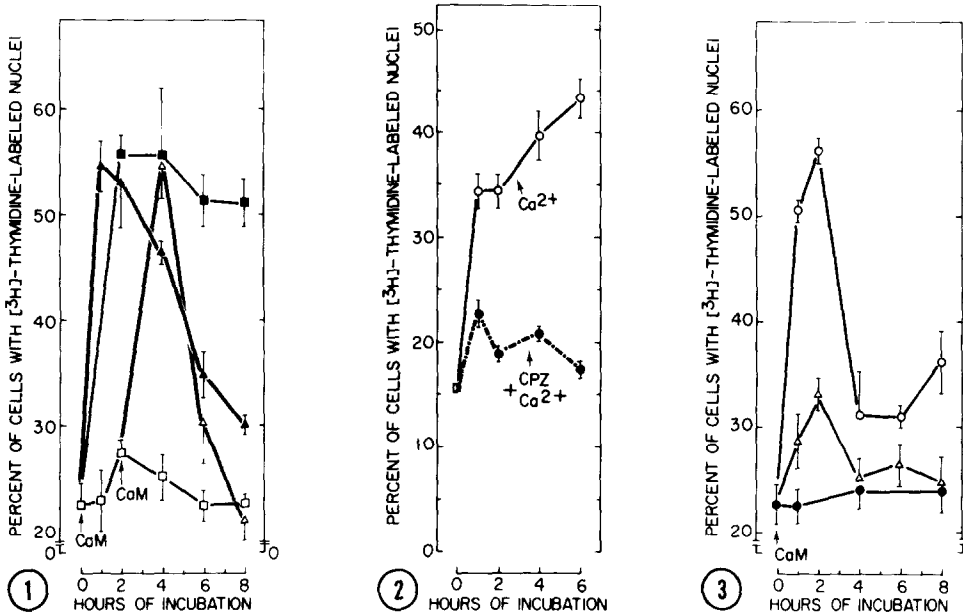 PERCENT OF CELLS WITH [³H]-THYMIDINE-LABELED NUCLEI
60
50
40
30
20
0
0
CaM
CaM
0 2 4 6 8
HOURS OF INCUBATION
1
PERCENT OF CELLS WITH [³H]-THYMIDINE-LABELED NUCLEI
50
40
30
20
10
0
Ca2+
CPZ
+ Ca2+
0 2 4 6
HOURS OF INCUBATION
2
PERCENT OF CELLS WITH [³H]-THYMIDINE-LABELED NUCLEI
60
50
40
30
20
CaM
0 2 4 6 8
HOURS OF INCUBATION
3